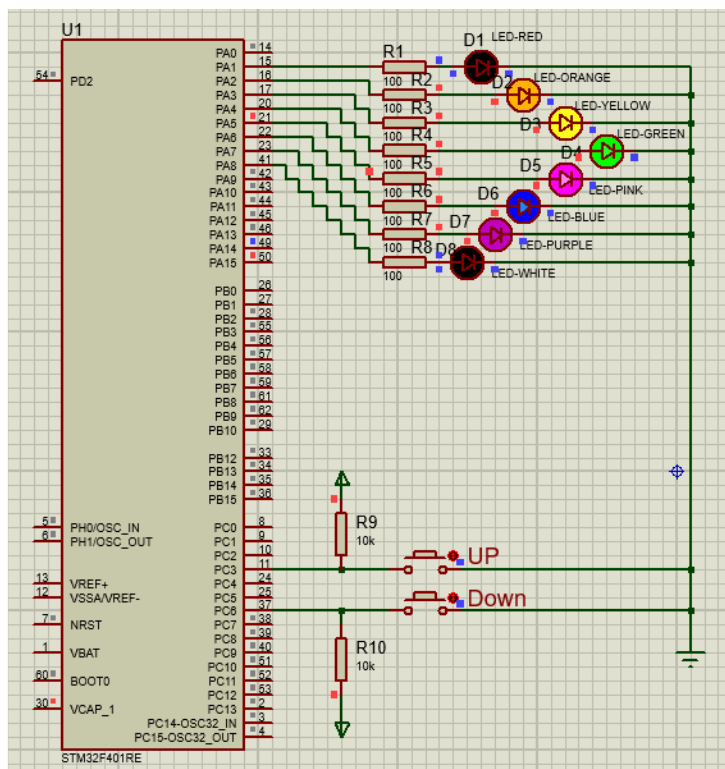 U1
PA0 14
PA1 15
PA2 16
PA3 17
PA4 20
PA5 21
PA6 22
PA7 23
PA8 41
PA9 42
PA10 43
PA11 44
PA12 45
PA13 46
PA14 49
PA15 50
54 PD2
PB0 26
PB1 27
PB2 28
PB3 55
PB4 56
PB5 57
PB6 58
PB7 59
PB8 61
PB9 62
PB10 29
PB12 33
PB13 34
PB14 35
PB15 36
5 PH0/OSC_IN
6 PH1/OSC_OUT
PC0 8
PC1 9
PC2 10
PC3 11
PC4 24
PC5 25
PC6 37
PC7 38
PC8 39
PC9 40
PC10 51
PC11 52
PC12 53
PC13 2
PC14-OSC32_IN 3
PC15-OSC32_OUT 4
13 VREF+
12 VSSA/VREF-
7 NRST
1 VBAT
60 BOOT0
30 VCAP_1
STM32F401RE
R1
100
R2
100
R3
100
R4
100
R5
100
R6
100
R7
100
R8
100
D1 LED-RED
D2 LED-ORANGE
D3 LED-YELLOW
D4 LED-GREEN
D5 LED-PINK
D6 LED-BLUE
D7 LED-PURPLE
D8 LED-WHITE
R9
10k
UP
Down
R10
10k